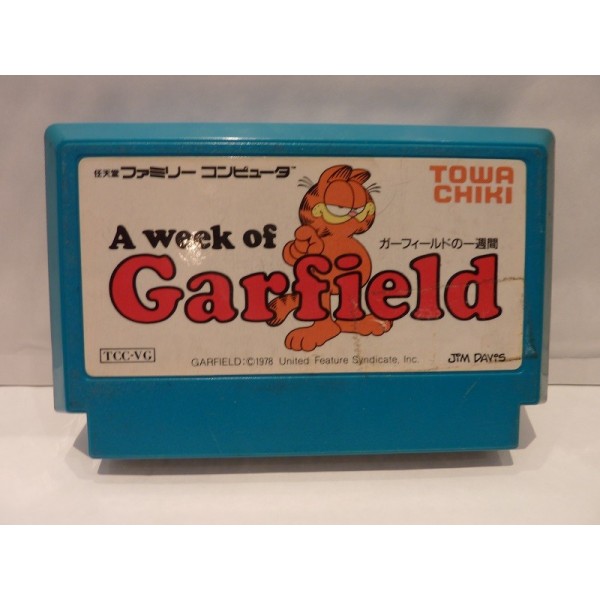 任天堂 ファミリー コンピュータ™
TOWA
CHIKI
A week of
ガーフィールドの一週間
Garfield
TCC-VG
GARFIELD:©1978 United Feature Syndicate, Inc.
JIM DAVIS